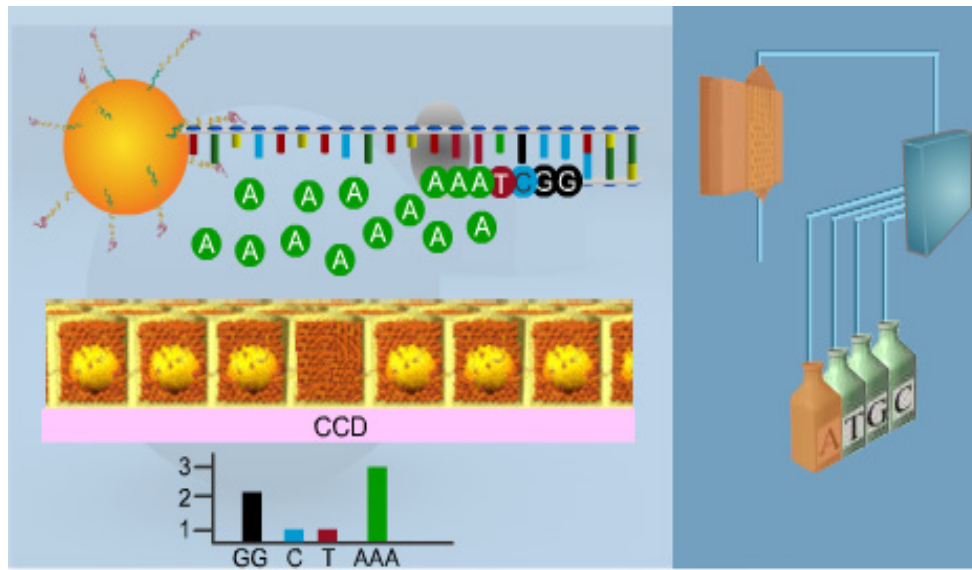 A A A
A A A T C G G
A
A A A A A A A
CCD
3
2
1
GG C T AAA
A T G C